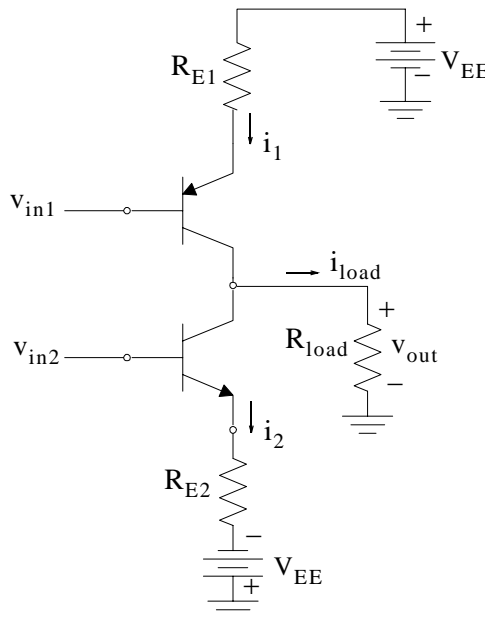 +
R_E1
V_EE
−
i_1
v_in1
i_load
+
R_load
v_out
v_in2
−
i_2
R_E2
−
V_EE
+